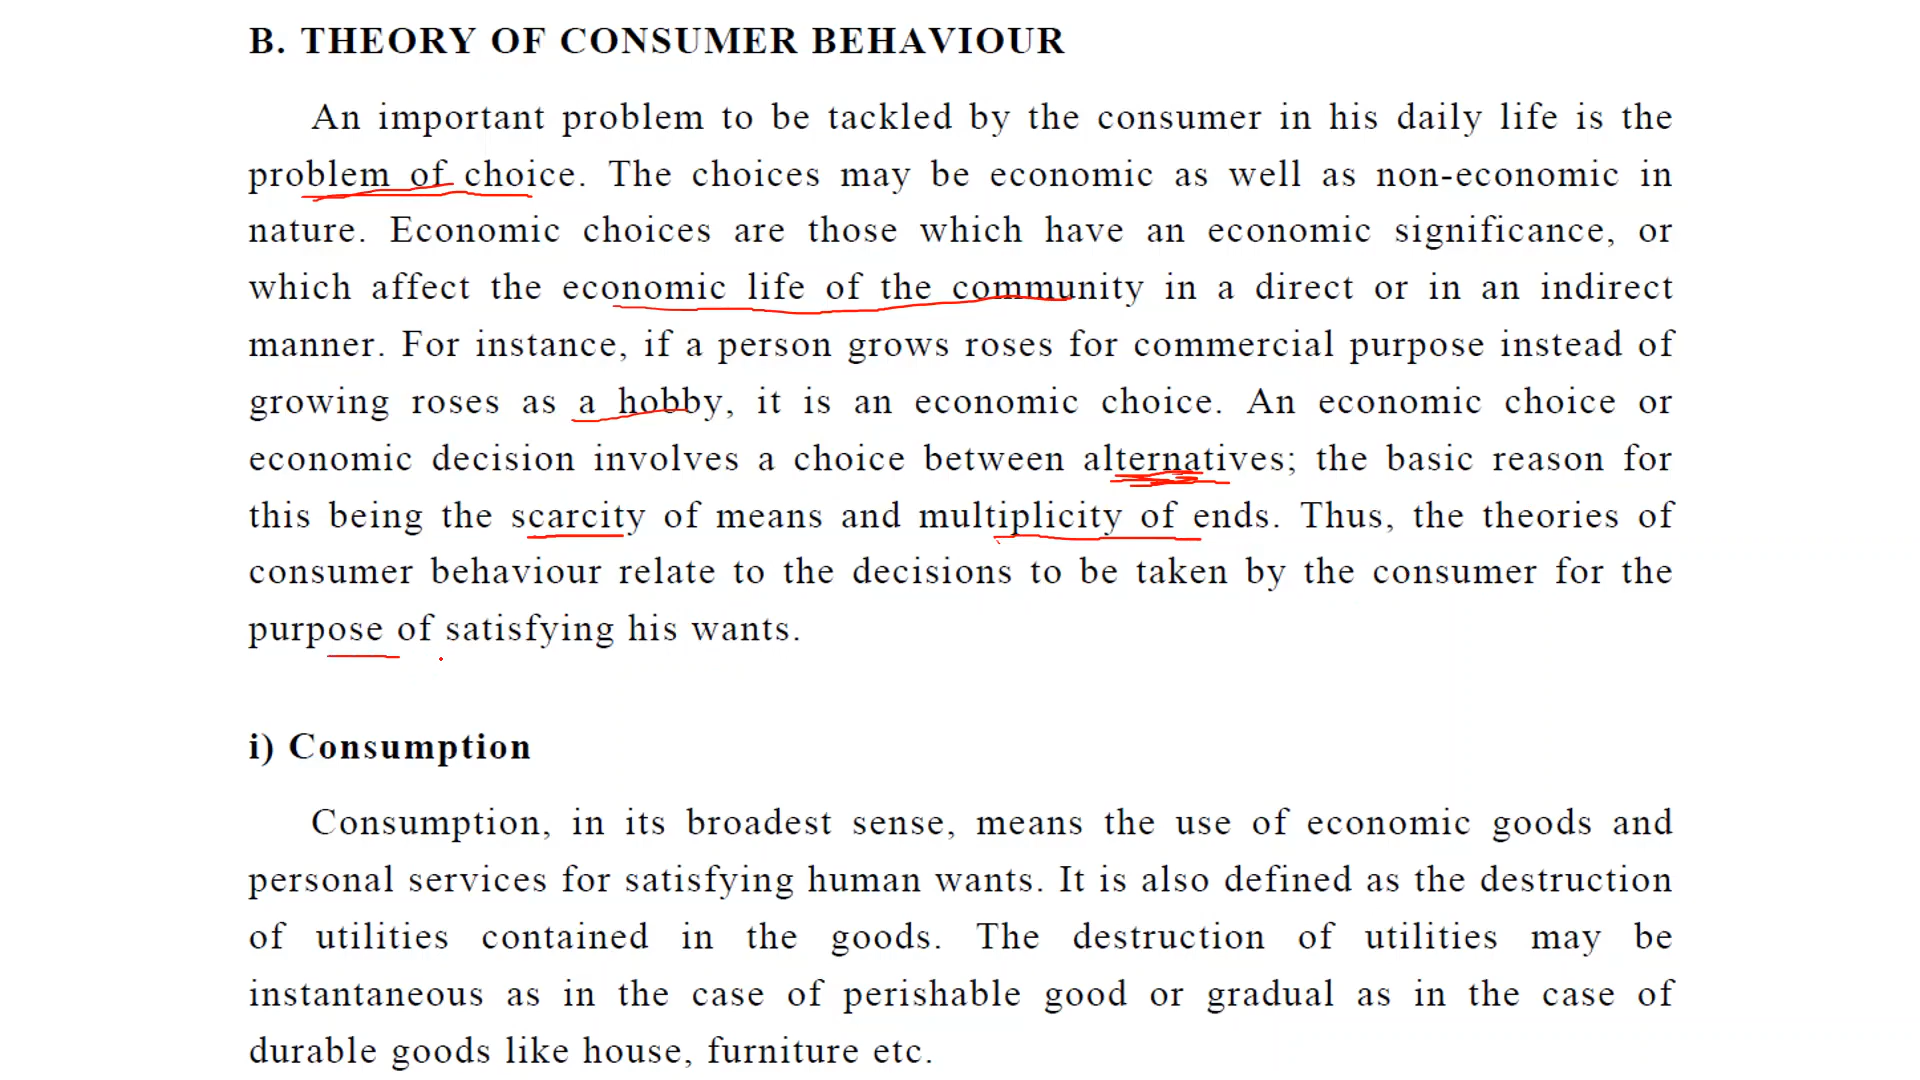 B. THEORY OF CONSUMER BEHAVIOUR
An important problem to be tackled by the consumer in his daily life is the
problem of choice. The choices may be economic as well as non-economic in
nature. Economic choices are those which have an economic significance, or
which affect the economic life of the community in a direct or in an indirect
manner. For instance, if a person grows roses for commercial purpose instead of
growing roses as a hobby, it is an economic choice. An economic choice or
economic decision involves a choice between alternatives; the basic reason for
this being the scarcity of means and multiplicity of ends. Thus, the theories of
consumer behaviour relate to the decisions to be taken by the consumer for the
purpose of satisfying his wants.
i) Consumption
Consumption, in its broadest sense, means the use of economic goods and
personal services for satisfying human wants. It is also defined as the destruction
of utilities contained in the goods. The destruction of utilities may be
instantaneous as in the case of perishable good or gradual as in the case of
durable goods like house, furniture etc.